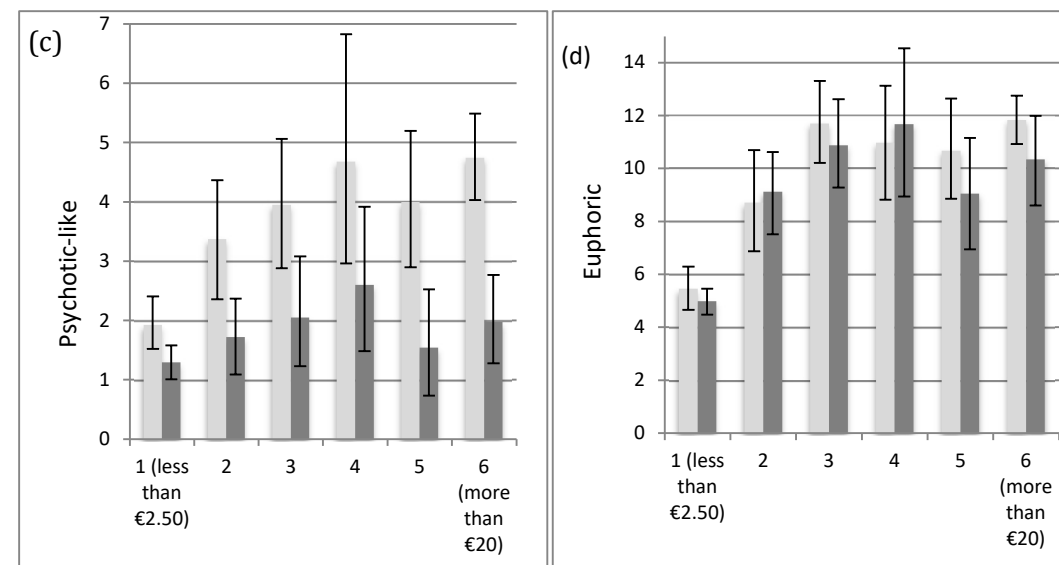 (c)
Psychotic-like
7
6
5
4
3
2
1
0
1 (less
than
€2.50)
2
3
4
5
6
(more
than
€20)
(d)
Euphoric
14
12
10
8
6
4
2
0
1 (less
than
€2.50)
2
3
4
5
6
(more
than
€20)